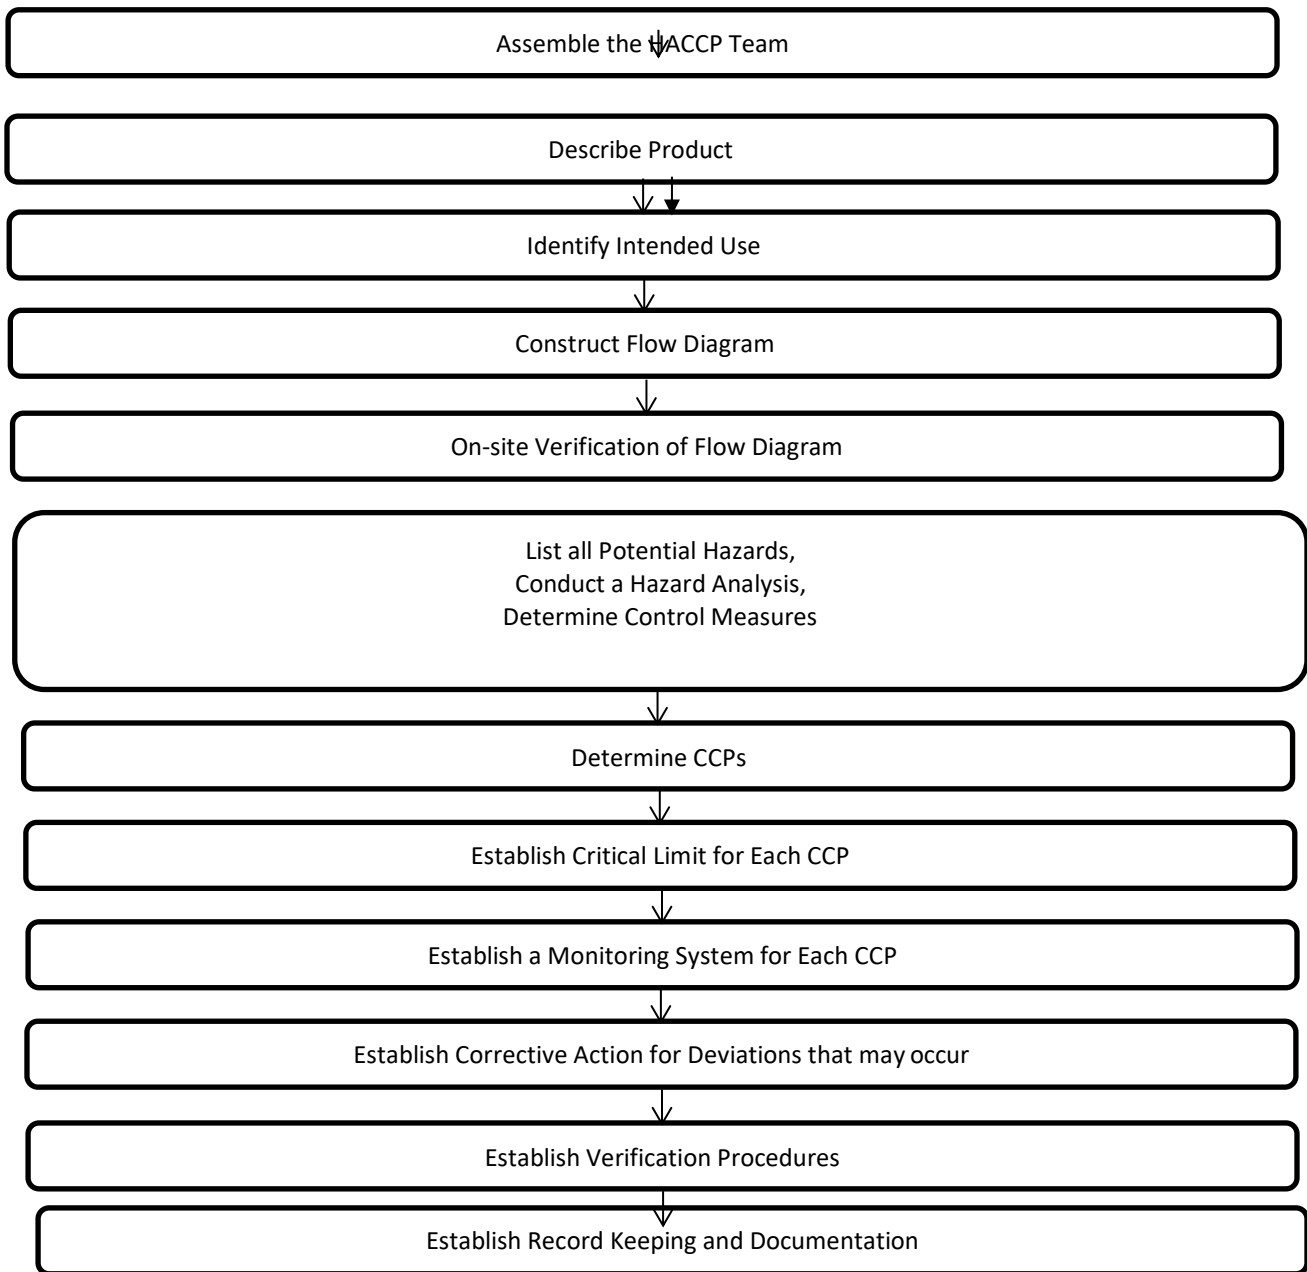 Assemble the HACCP Team
Describe Product
Identify Intended Use
Construct Flow Diagram
On-site Verification of Flow Diagram
List all Potential Hazards,
Conduct a Hazard Analysis,
Determine Control Measures
Determine CCPs
Establish Critical Limit for Each CCP
Establish a Monitoring System for Each CCP
Establish Corrective Action for Deviations that may occur
Establish Verification Procedures
Establish Record Keeping and Documentation